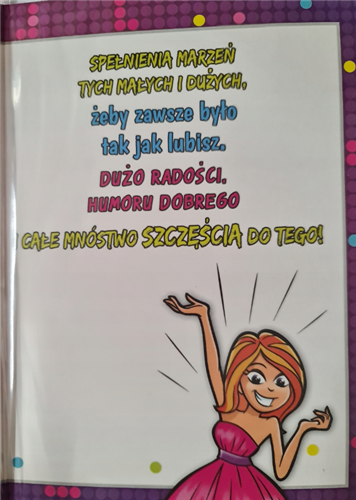 SPEŁNIENIA MARZEŃ
TYCH MAŁYCH I DUŻYCH,
żeby zawsze było
tak jak lubisz.
DUŻO RADOŚCI,
HUMORU DOBREGO
I CAŁE MNÓSTWO SZCZĘŚCIA DO TEGO!